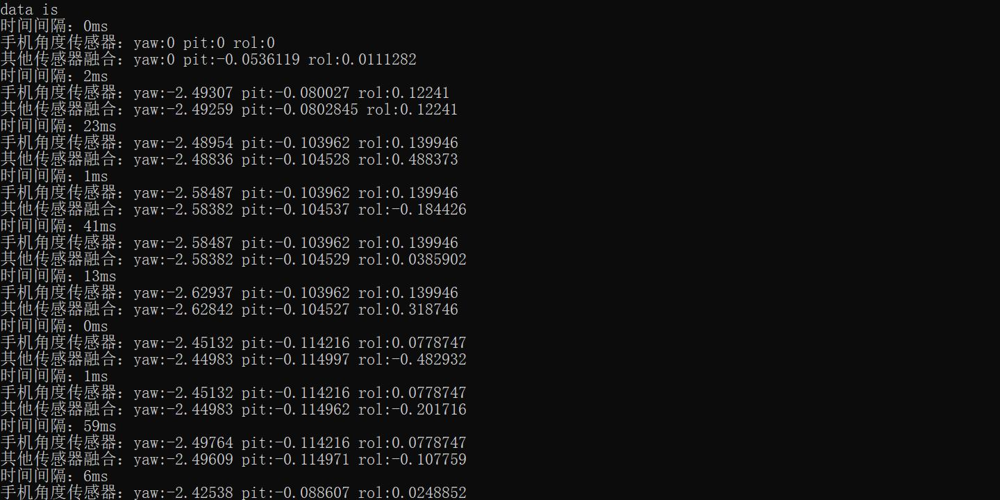 data is
时间间隔：0ms
手机角度传感器：yaw:0 pit:0 rol:0
其他传感器融合：yaw:0 pit:-0.0536119 rol:0.0111282
时间间隔：2ms
手机角度传感器：yaw:-2.49307 pit:-0.080027 rol:0.12241
其他传感器融合：yaw:-2.49259 pit:-0.0802845 rol:0.12241
时间间隔：23ms
手机角度传感器：yaw:-2.48954 pit:-0.103962 rol:0.139946
其他传感器融合：yaw:-2.48836 pit:-0.104528 rol:0.488373
时间间隔：1ms
手机角度传感器：yaw:-2.58487 pit:-0.103962 rol:0.139946
其他传感器融合：yaw:-2.58382 pit:-0.104537 rol:-0.184426
时间间隔：41ms
手机角度传感器：yaw:-2.58487 pit:-0.103962 rol:0.139946
其他传感器融合：yaw:-2.58382 pit:-0.104529 rol:0.0385902
时间间隔：13ms
手机角度传感器：yaw:-2.62937 pit:-0.103962 rol:0.139946
其他传感器融合：yaw:-2.62842 pit:-0.104527 rol:0.318746
时间间隔：0ms
手机角度传感器：yaw:-2.45132 pit:-0.114216 rol:0.0778747
其他传感器融合：yaw:-2.44983 pit:-0.114997 rol:-0.482932
时间间隔：1ms
手机角度传感器：yaw:-2.45132 pit:-0.114216 rol:0.0778747
其他传感器融合：yaw:-2.44983 pit:-0.114962 rol:-0.201716
时间间隔：59ms
手机角度传感器：yaw:-2.49764 pit:-0.114216 rol:0.0778747
其他传感器融合：yaw:-2.49609 pit:-0.114971 rol:-0.107759
时间间隔：6ms
手机角度传感器：yaw:-2.42538 pit:-0.088607 rol:0.0248852